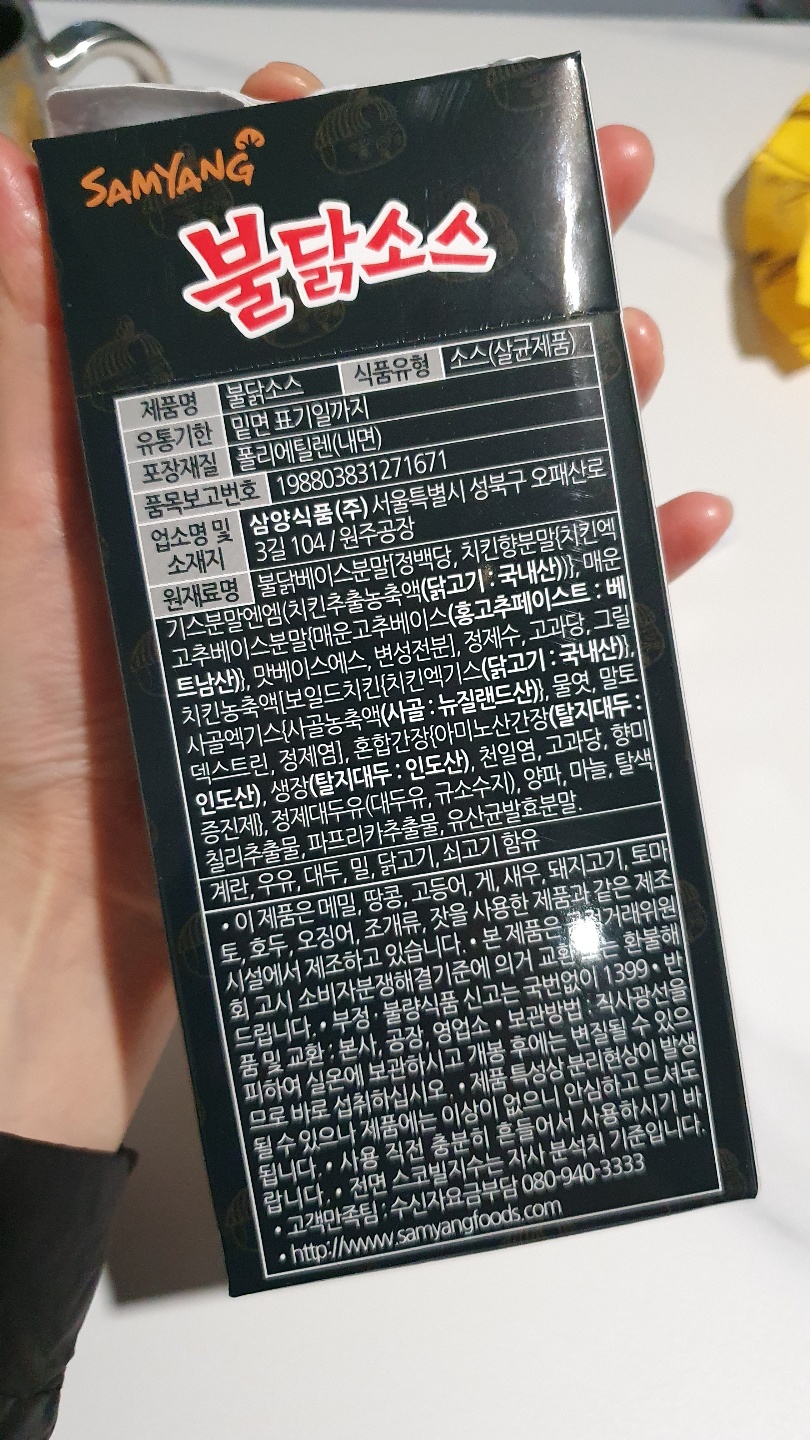 SAMYANG
불닭소스
제품명 불닭소스 식품유형 소스(살균제품)
유통기한 밑면 표기일까지
포장재질 폴리에틸렌(내면)
품목보고번호 198803831271671
업소명 및 소재지 삼양식품(주) 서울특별시 성북구 오패산로
3길 104 / 원주공장
원재료명 불닭베이스분말[정백당, 치킨향분말{치킨엑
기스분말엔엠(치킨추출농축액(닭고기 : 국내산))}, 매운
고추베이스분말{매운고추베이스(홍고추페이스트 : 베
트남산)}, 맛베이스에스, 변성전분], 정제수, 고과당, 그릴
치킨농축액[보일드치킨{치킨엑기스(닭고기 : 국내산)},
사골엑기스{사골농축액(사골 : 뉴질랜드산)}, 물엿, 말토
덱스트린, 정제염], 혼합간장{아미노산간장(탈지대두 :
인도산), 생장(탈지대두 : 인도산), 천일염, 고과당, 향미
증진제}, 정제대두유(대두유, 규소수지), 양파, 마늘, 탈색
칠리추출물, 파프리카추출물, 유산균발효분말.
계란, 우유, 대두, 밀, 닭고기, 쇠고기 함유
• 이 제품은 메밀, 땅콩, 고등어, 게, 새우, 돼지고기, 토마
토, 호두, 오징어, 조개류, 잣을 사용한 제품과 같은 제조
시설에서 제조하고 있습니다. • 본 제품은
회 고시 소비자분쟁해결기준에 의거 환불해
드립니다. • 부정 · 불량식품 신고는 국번없이 1399 • 반
품 및 교환 : 본사, 공장, 영업소 • 보관방법 : 직사광선을
피하여 실온에 보관하시고 개봉 후에는 변질될 수 있으
므로 바로 섭취하십시오. • 제품 특성상 분리현상이 발생
될 수 있으나 제품에는 이상이 없으니 안심하고 드셔도
됩니다. • 사용 직전 충분히 흔들어서 사용하시기 바
랍니다. • 전면 스코빌지수는 자사 분석치 기준입니다.
• 고객만족팀 : 수신자요금부담 080-940-3333
• http://www.samyangfoods.com